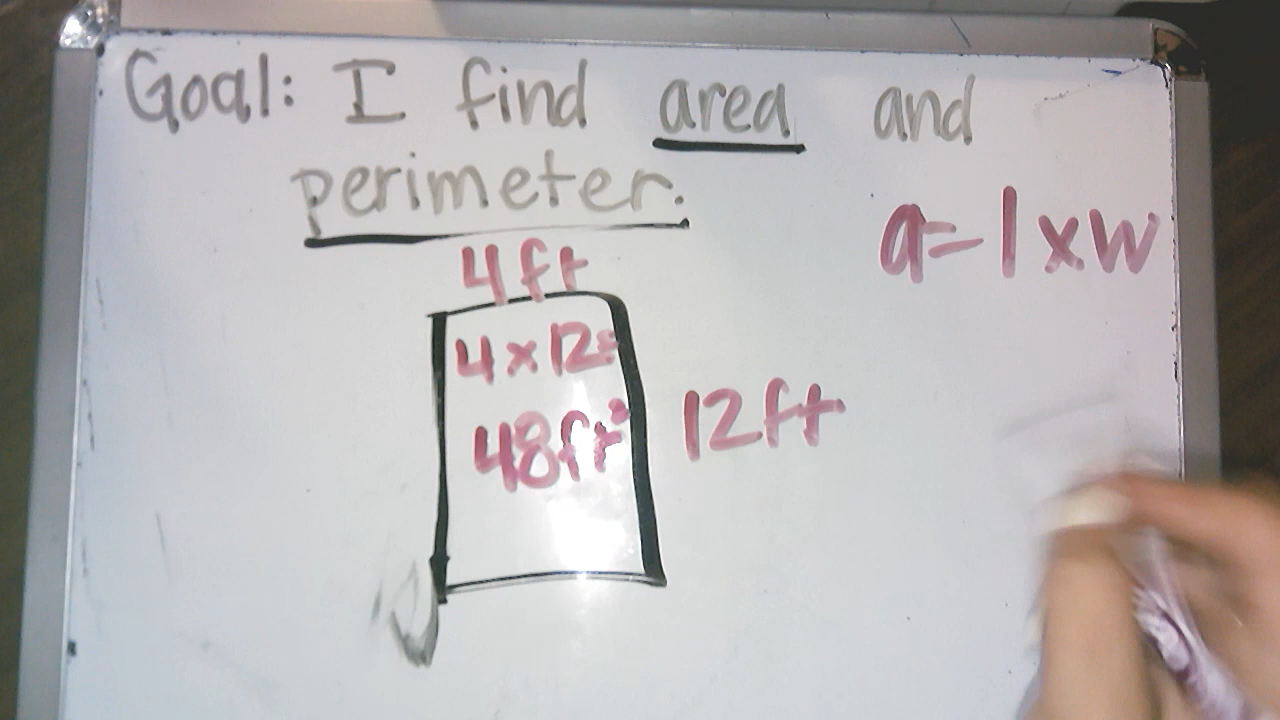 Goal: I find area and
perimeter.
a=l x w
4ft
4x12=
48ft²
12ft